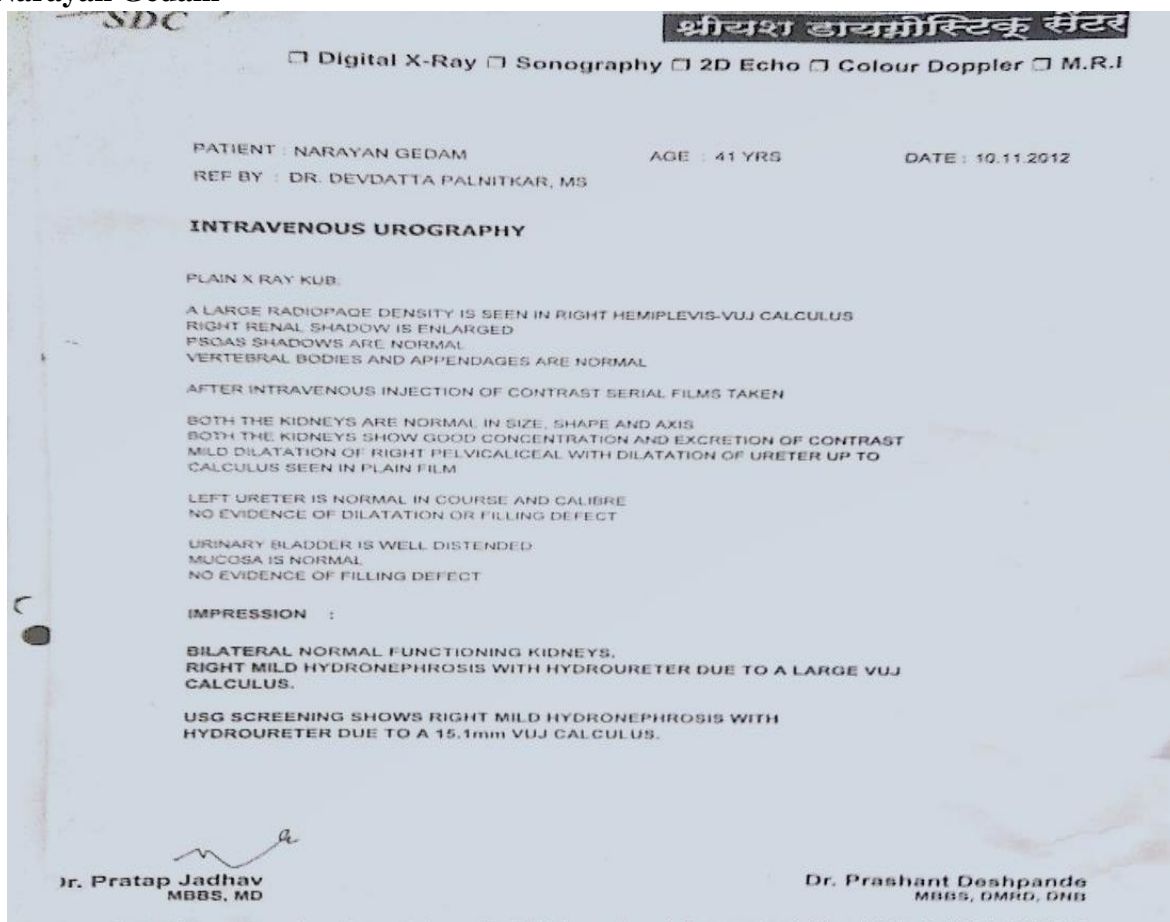 Narayan Gedam
SDC
श्रीयश डायग्नोस्टिक् सेंटर
❒ Digital X-Ray ❒ Sonography ❒ 2D Echo ❒ Colour Doppler ❒ M.R.I
PATIENT : NARAYAN GEDAM AGE : 41 YRS DATE : 10.11.2012
REF BY : DR. DEVDATTA PALNITKAR, MS
INTRAVENOUS UROGRAPHY
PLAIN X RAY KUB:
A LARGE RADIOPAQE DENSITY IS SEEN IN RIGHT HEMIPLEVIS-VUJ CALCULUS
RIGHT RENAL SHADOW IS ENLARGED
PSOAS SHADOWS ARE NORMAL
VERTEBRAL BODIES AND APPENDAGES ARE NORMAL
AFTER INTRAVENOUS INJECTION OF CONTRAST SERIAL FILMS TAKEN
BOTH THE KIDNEYS ARE NORMAL IN SIZE, SHAPE AND AXIS
BOTH THE KIDNEYS SHOW GOOD CONCENTRATION AND EXCRETION OF CONTRAST
MILD DILATATION OF RIGHT PELVICALICEAL WITH DILATATION OF URETER UP TO
CALCULUS SEEN IN PLAIN FILM
LEFT URETER IS NORMAL IN COURSE AND CALIBRE
NO EVIDENCE OF DILATATION OR FILLING DEFECT
URINARY BLADDER IS WELL DISTENDED
MUCOSA IS NORMAL
NO EVIDENCE OF FILLING DEFECT
IMPRESSION :
BILATERAL NORMAL FUNCTIONING KIDNEYS.
RIGHT MILD HYDRONEPHROSIS WITH HYDROURETER DUE TO A LARGE VUJ
CALCULUS.
USG SCREENING SHOWS RIGHT MILD HYDRONEPHROSIS WITH
HYDROURETER DUE TO A 15.1mm VUJ CALCULUS.
Dr. Pratap Jadhav Dr. Prashant Deshpande
MBBS, MD MBBS, DMRD, DNB